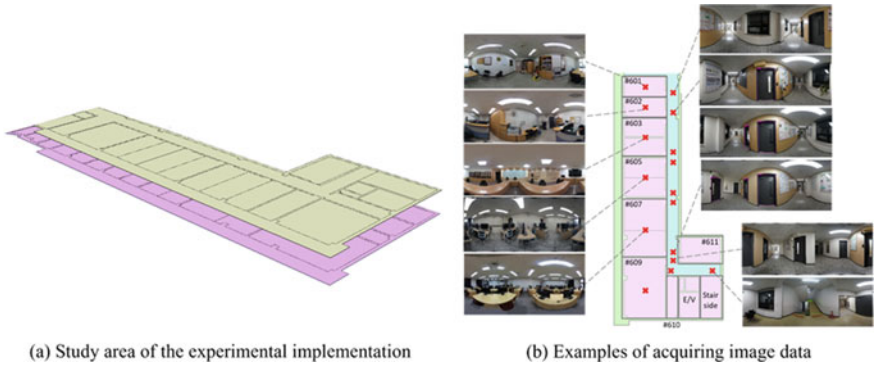 #601
#602
#603
#605
#607
#609
#611
E/V
Stair
side
#610
(a) Study area of the experimental implementation
(b) Examples of acquiring image data